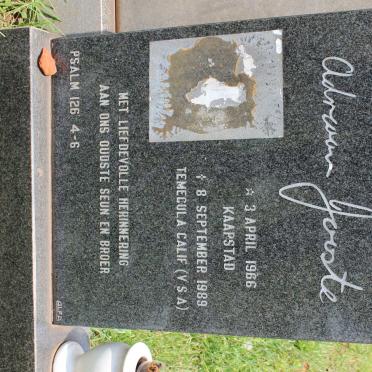 Adriaan Jooste
☆ 3 APRIL 1966
KAAPSTAD
✝ 8 SEPTEMBER 1989
TEMECULA CALIF (V S A)
MET LIEFDEVOLLE HERINNERING
AAN ONS OUDSTE SEUN EN BROER
PSALM 126 4-6
ALFA